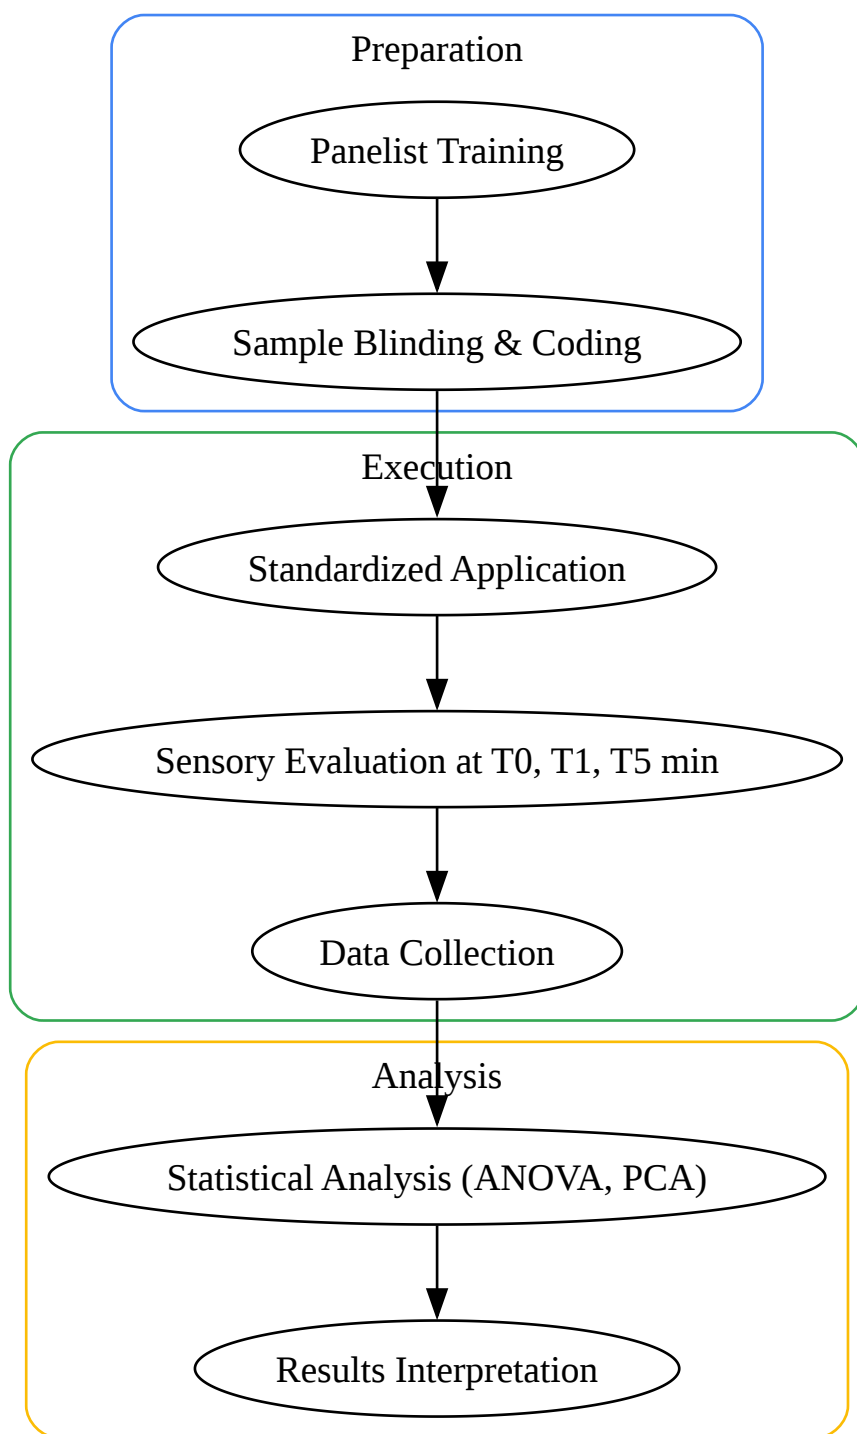 Preparation
Panelist Training
Sample Blinding & Coding
Execution
Standardized Application
Sensory Evaluation at T0, T1, T5 min
Data Collection
Analysis
Statistical Analysis (ANOVA, PCA)
Results Interpretation